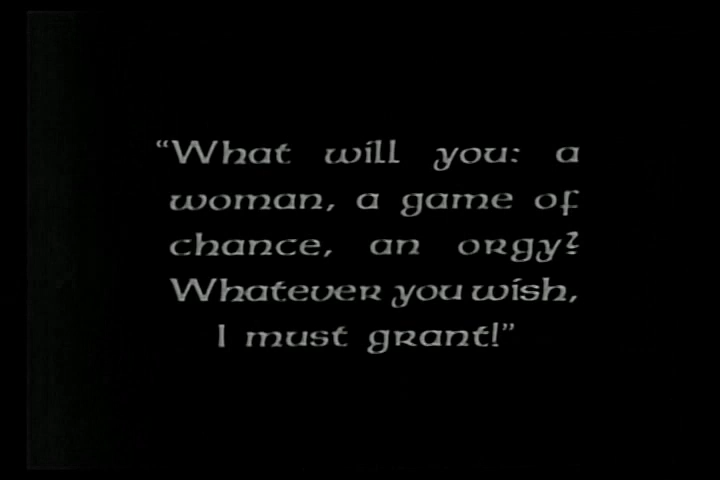 “What will you: a
woman, a game of
chance, an orgy?
Whatever you wish,
I must grant!”